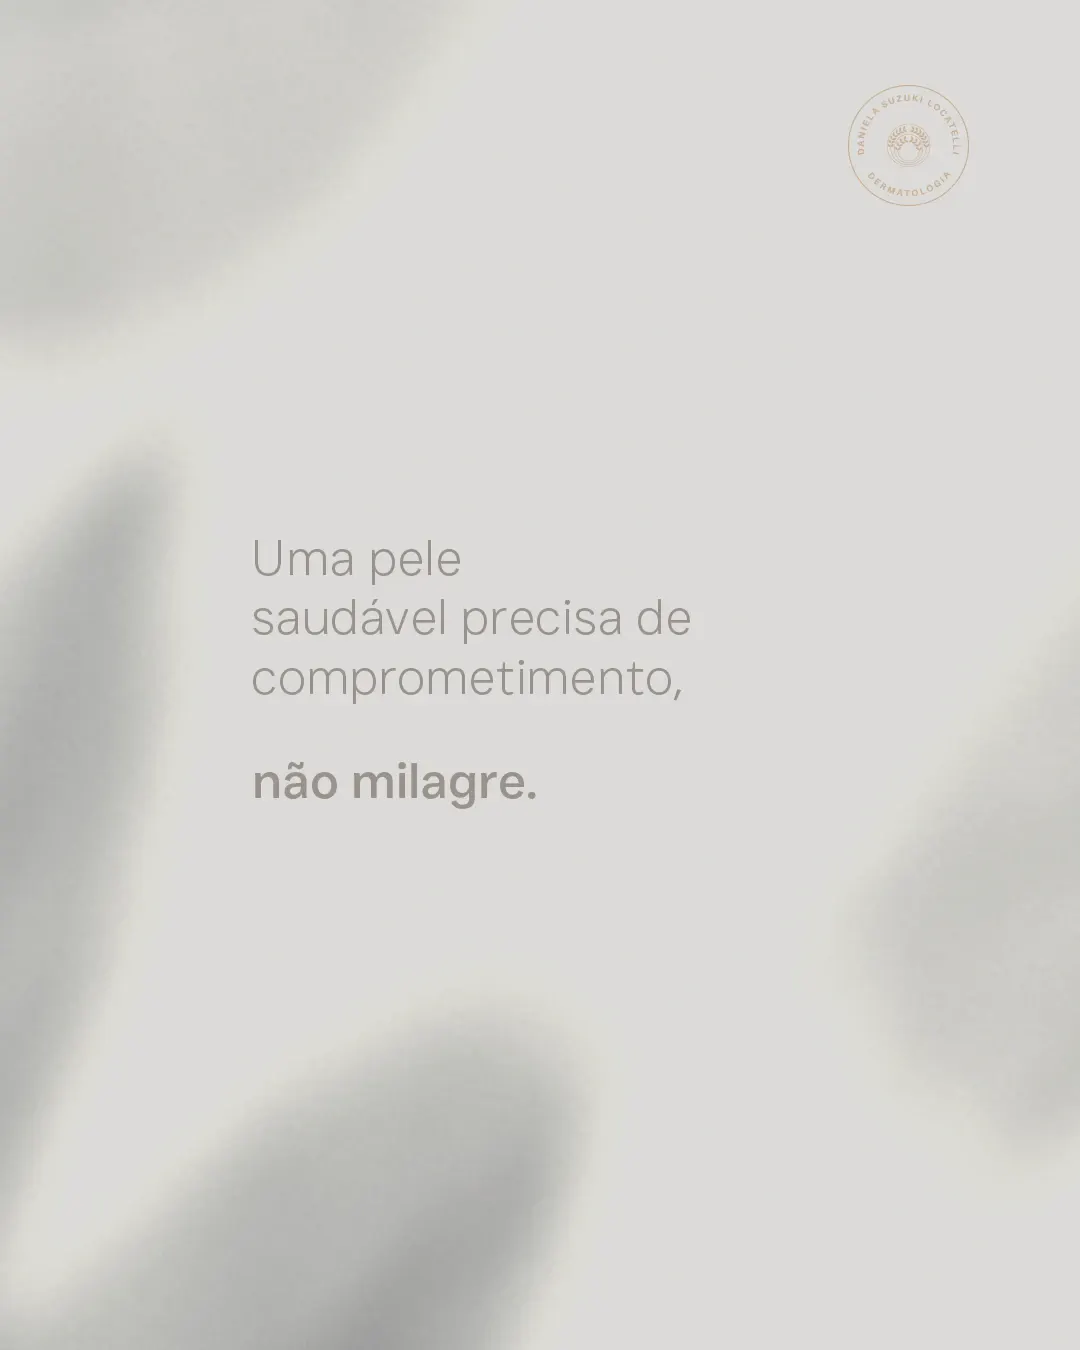 DANIELA SUZUKI LOCATELLI
DERMATOLOGIA
Uma pele
saudável precisa de
comprometimento,
não milagre.